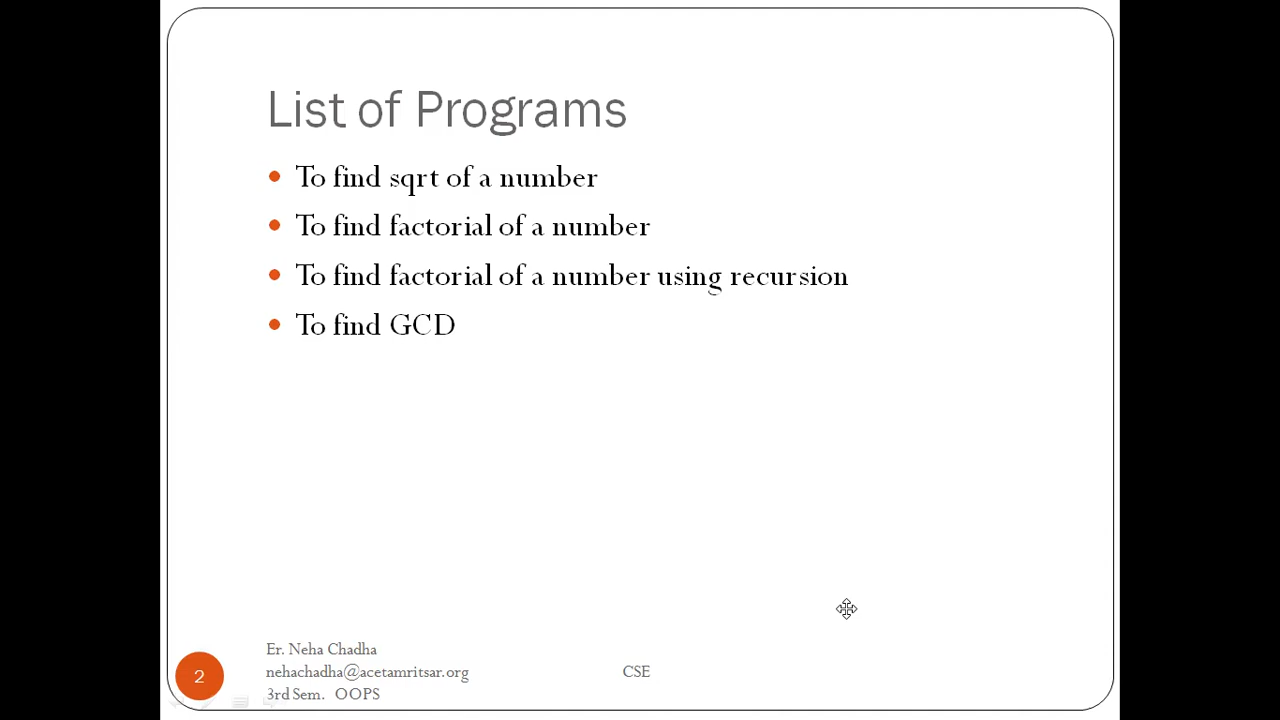 List of Programs
To find sqrt of a number
To find factorial of a number
To find factorial of a number using recursion
To find GCD
Er. Neha Chadha
nehachadha@acetamritsar.org
3rd Sem. OOPS
CSE
2